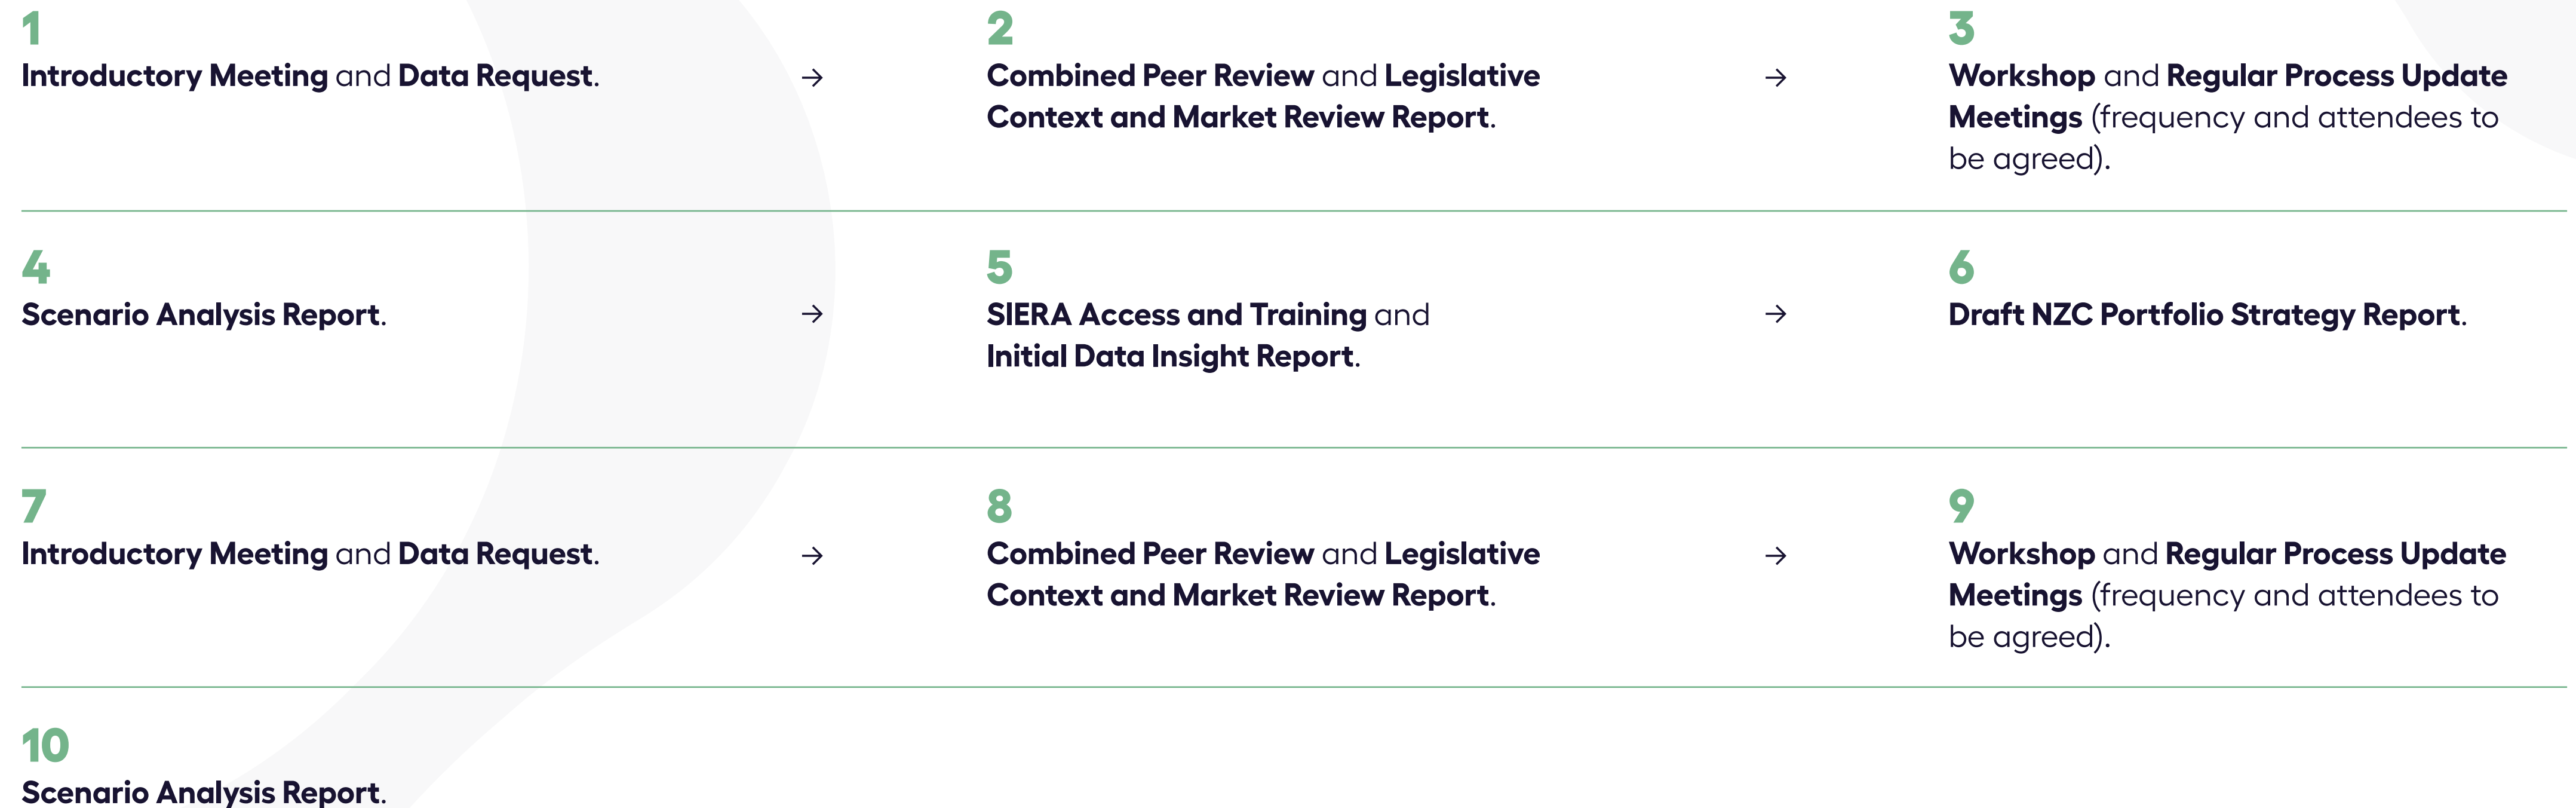 1
Introductory Meeting and Data Request.
→
2
Combined Peer Review and Legislative
Context and Market Review Report.
→
3
Workshop and Regular Process Update
Meetings (frequency and attendees to
be agreed).
4
Scenario Analysis Report.
→
5
SIERA Access and Training and
Initial Data Insight Report.
→
6
Draft NZC Portfolio Strategy Report.
7
Introductory Meeting and Data Request.
→
8
Combined Peer Review and Legislative
Context and Market Review Report.
→
9
Workshop and Regular Process Update
Meetings (frequency and attendees to
be agreed).
10
Scenario Analysis Report.